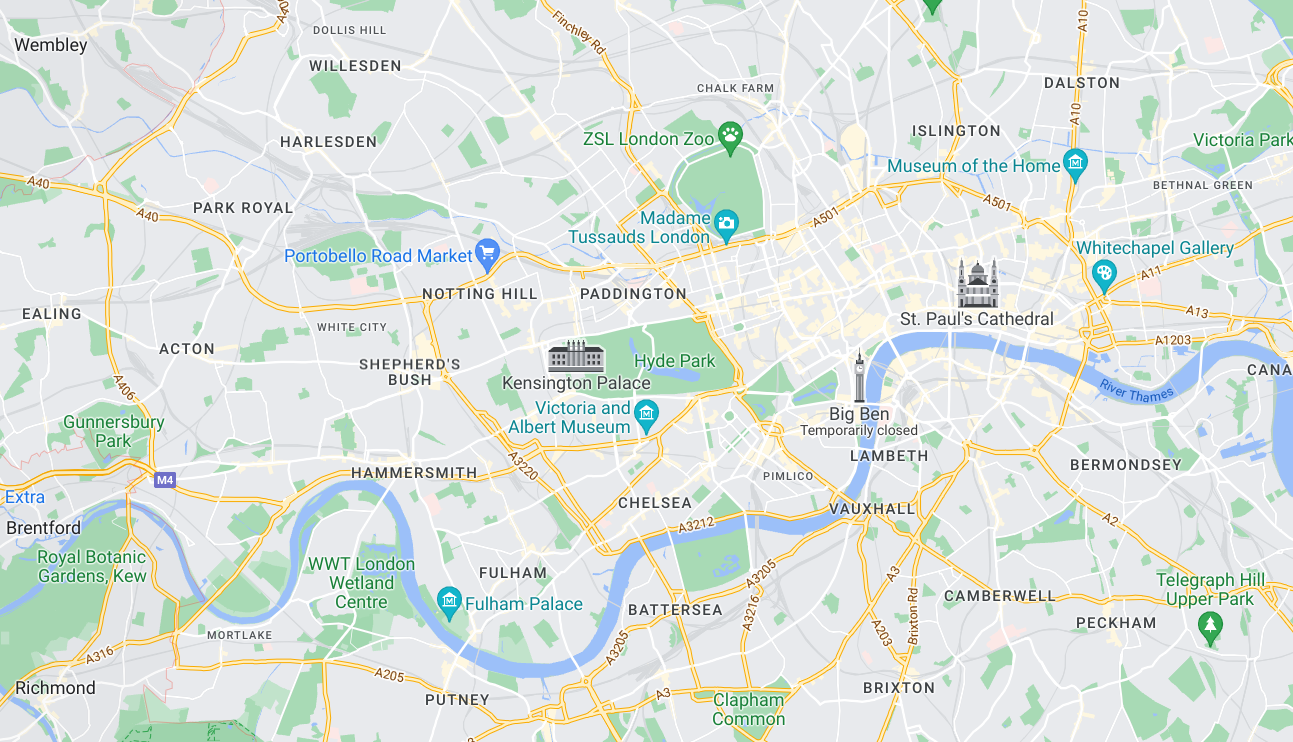 DOLLIS HILL
A40
Finchley Rd
A10
Wembley
WILLESDEN
CHALK FARM
DALSTON
A10
ISLINGTON
HARLESDEN
ZSL London Zoo
Victoria Park
Museum of the Home
A40
BETHNAL GREEN
A40
PARK ROYAL
A501
A501
Madame
Tussauds London
Portobello Road Market
Whitechapel Gallery
A11
NOTTING HILL
PADDINGTON
EALING
St. Paul's Cathedral
A13
WHITE CITY
A1203
ACTON
SHEPHERD'S
BUSH
Hyde Park
CANA
Kensington Palace
A406
River Thames
Victoria and
Albert Museum
Big Ben
Temporarily closed
Gunnersbury
Park
LAMBETH
A3220
BERMONDSEY
HAMMERSMITH
M4
PIMLICO
Extra
CHELSEA
VAUXHALL
A2
A3212
Brentford
Royal Botanic
Gardens, Kew
WWT London
Wetland
Centre
FULHAM
A3205
A3
Telegraph Hill
Upper Park
Fulham Palace
BATTERSEA
CAMBERWELL
A3216
Brixton Rd
PECKHAM
MORTLAKE
A203
A3205
A316
A205
Richmond
PUTNEY
A3
BRIXTON
Clapham
Common